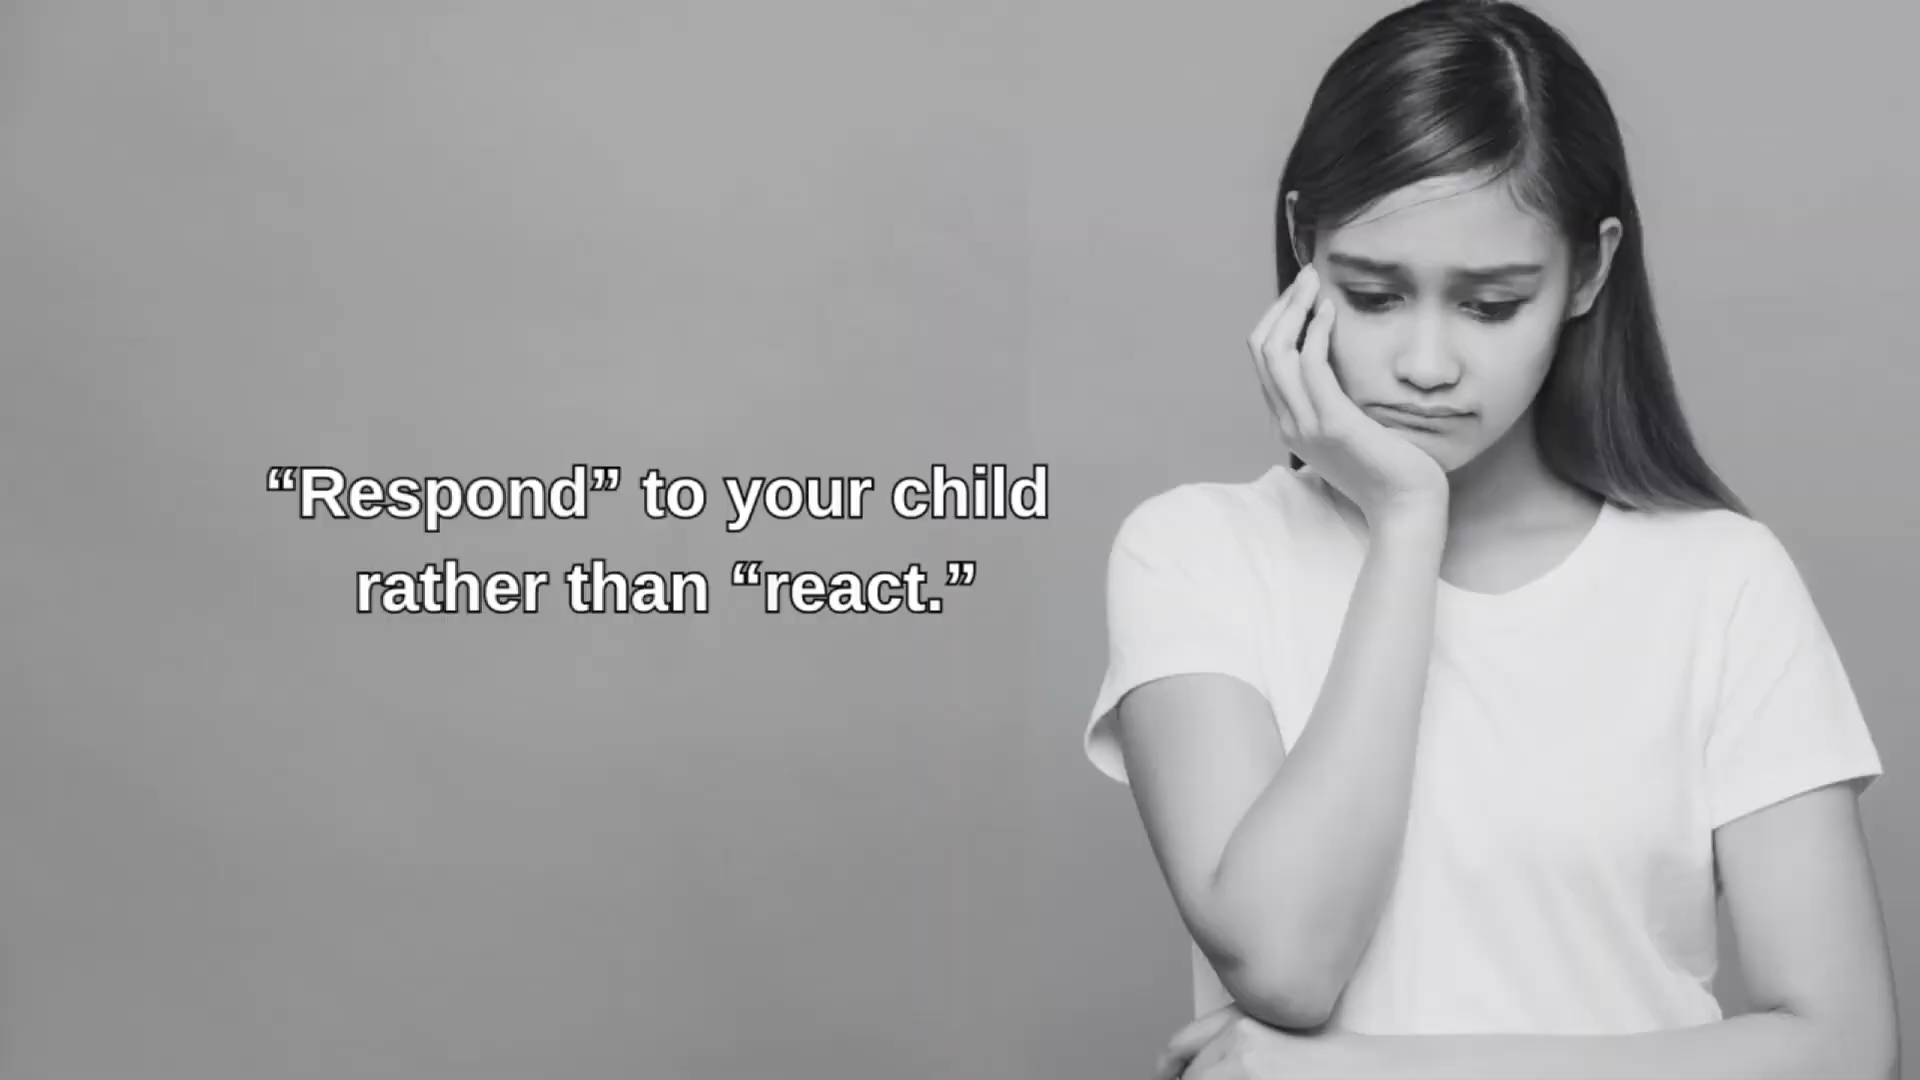 “Respond” to your child
rather than “react.”